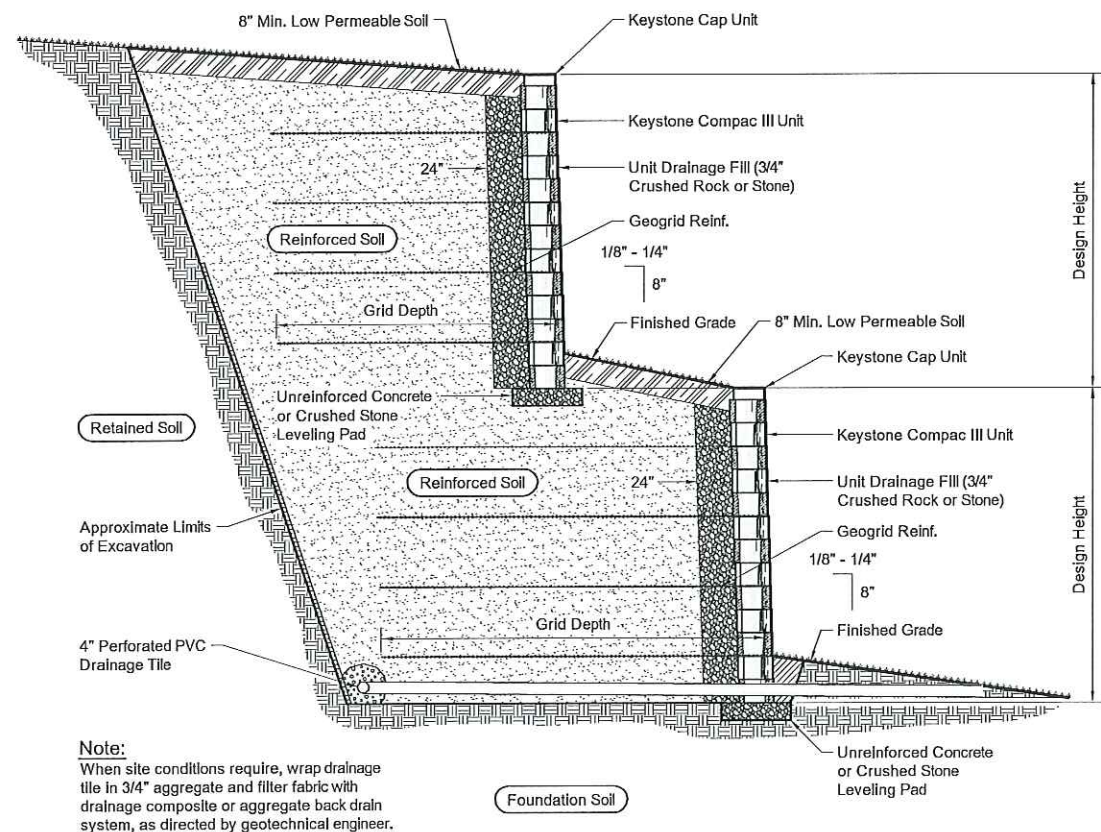 8" Min. Low Permeable Soil
Keystone Cap Unit
Keystone Compac III Unit
24"
Unit Drainage Fill (3/4"
Crushed Rock or Stone)
Geogrid Reinf.
Reinforced Soil
1/8" - 1/4"
8"
Design Height
Grid Depth
Finished Grade
8" Min. Low Permeable Soil
Keystone Cap Unit
Unreinforced Concrete
or Crushed Stone
Leveling Pad
Retained Soil
Keystone Compac III Unit
Reinforced Soil
24"
Unit Drainage Fill (3/4"
Crushed Rock or Stone)
Geogrid Reinf.
Approximate Limits
of Excavation
1/8" - 1/4"
8"
Design Height
Grid Depth
Finished Grade
4" Perforated PVC
Drainage Tile
Unreinforced Concrete
or Crushed Stone
Leveling Pad
Note:
When site conditions require, wrap drainage
tile in 3/4" aggregate and filter fabric with
drainage composite or aggregate back drain
system, as directed by geotechnical engineer.
Foundation Soil